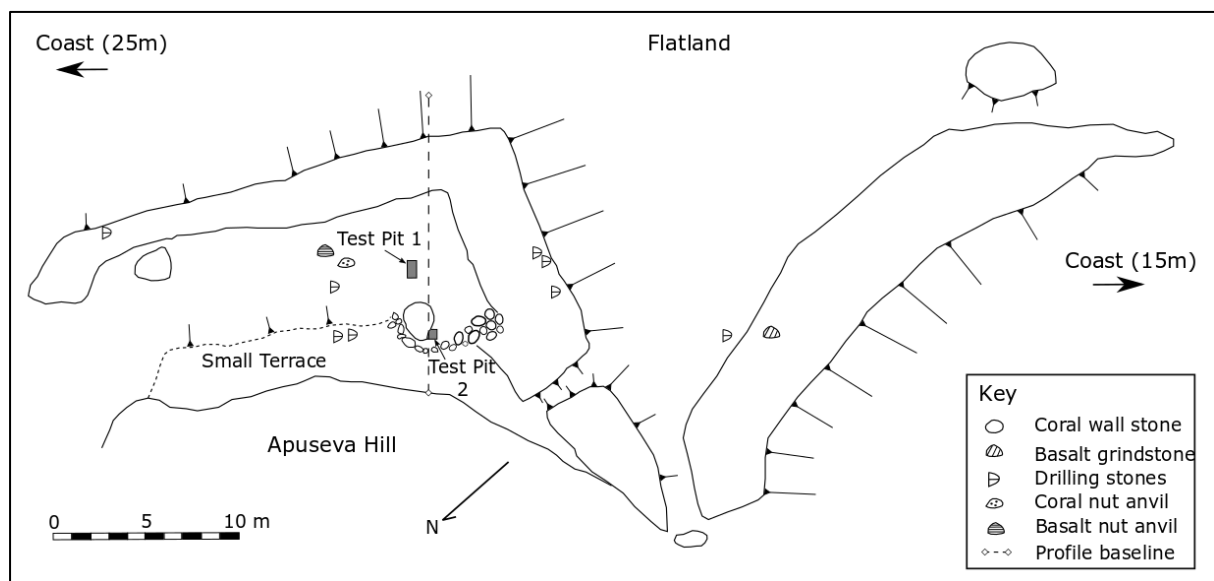 Coast (25m)
Flatland
Test Pit 1
Coast (15m)
Small Terrace
Test Pit
2
Apuseva Hill
N
0 5 10 m
Key
Coral wall stone
Basalt grindstone
Drilling stones
Coral nut anvil
Basalt nut anvil
Profile baseline